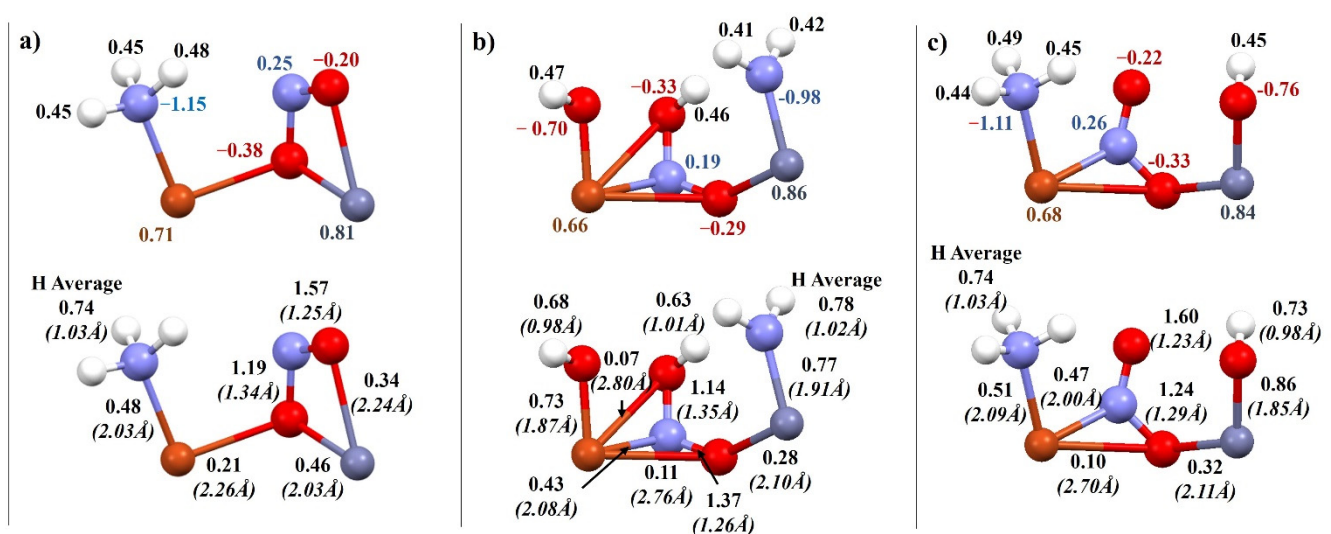 a)
0.45
0.48
0.45
−1.15
0.25
−0.20
−0.38
0.71
0.81
H Average
0.74
(1.03Å)
1.57
(1.25Å)
1.19
(1.34Å)
0.34
(2.24Å)
0.48
(2.03Å)
0.21
(2.26Å)
0.46
(2.03Å)
b)
0.41
0.42
0.47
−0.33
-0.98
− 0.70
0.46
0.19
0.86
0.66
−0.29
H Average
0.78
(1.02Å)
0.68
(0.98Å)
0.63
(1.01Å)
0.07
(2.80Å)
0.77
(1.91Å)
0.73
(1.87Å)
1.14
(1.35Å)
0.28
(2.10Å)
0.43
(2.08Å)
0.11
(2.76Å)
1.37
(1.26Å)
c)
0.49
0.45
−0.22
0.45
0.44
-0.76
−1.11
0.26
−0.33
0.68
0.84
H Average
0.74
(1.03Å)
1.60
(1.23Å)
0.73
(0.98Å)
0.51
(2.09Å)
0.47
(2.00Å)
1.24
(1.29Å)
0.86
(1.85Å)
0.10
(2.70Å)
0.32
(2.11Å)